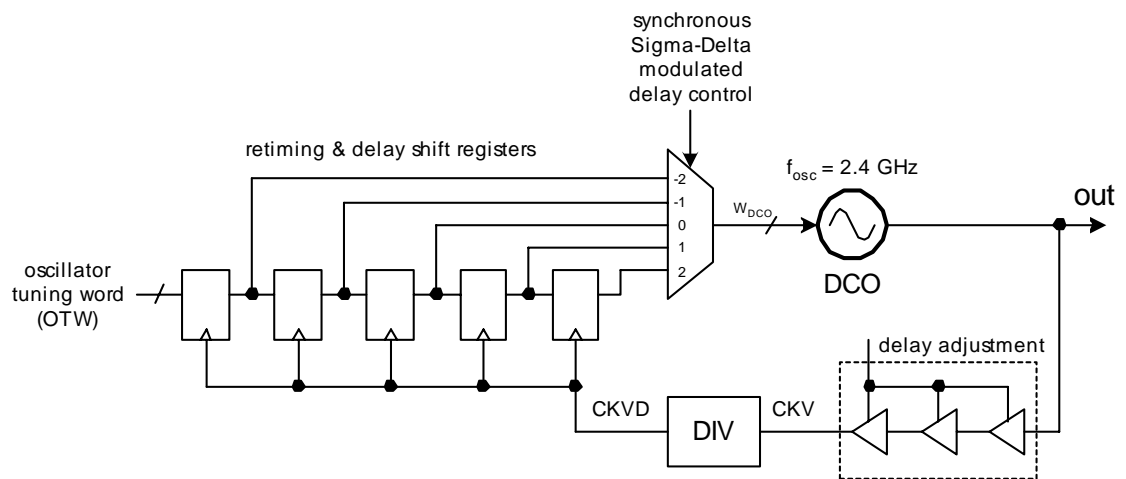 synchronous
Sigma-Delta
modulated
delay control
retiming & delay shift registers
-2
-1
0
1
2
W_DCO
f_osc = 2.4 GHz
out
DCO
oscillator
tuning word
(OTW)
delay adjustment
CKVD
DIV
CKV